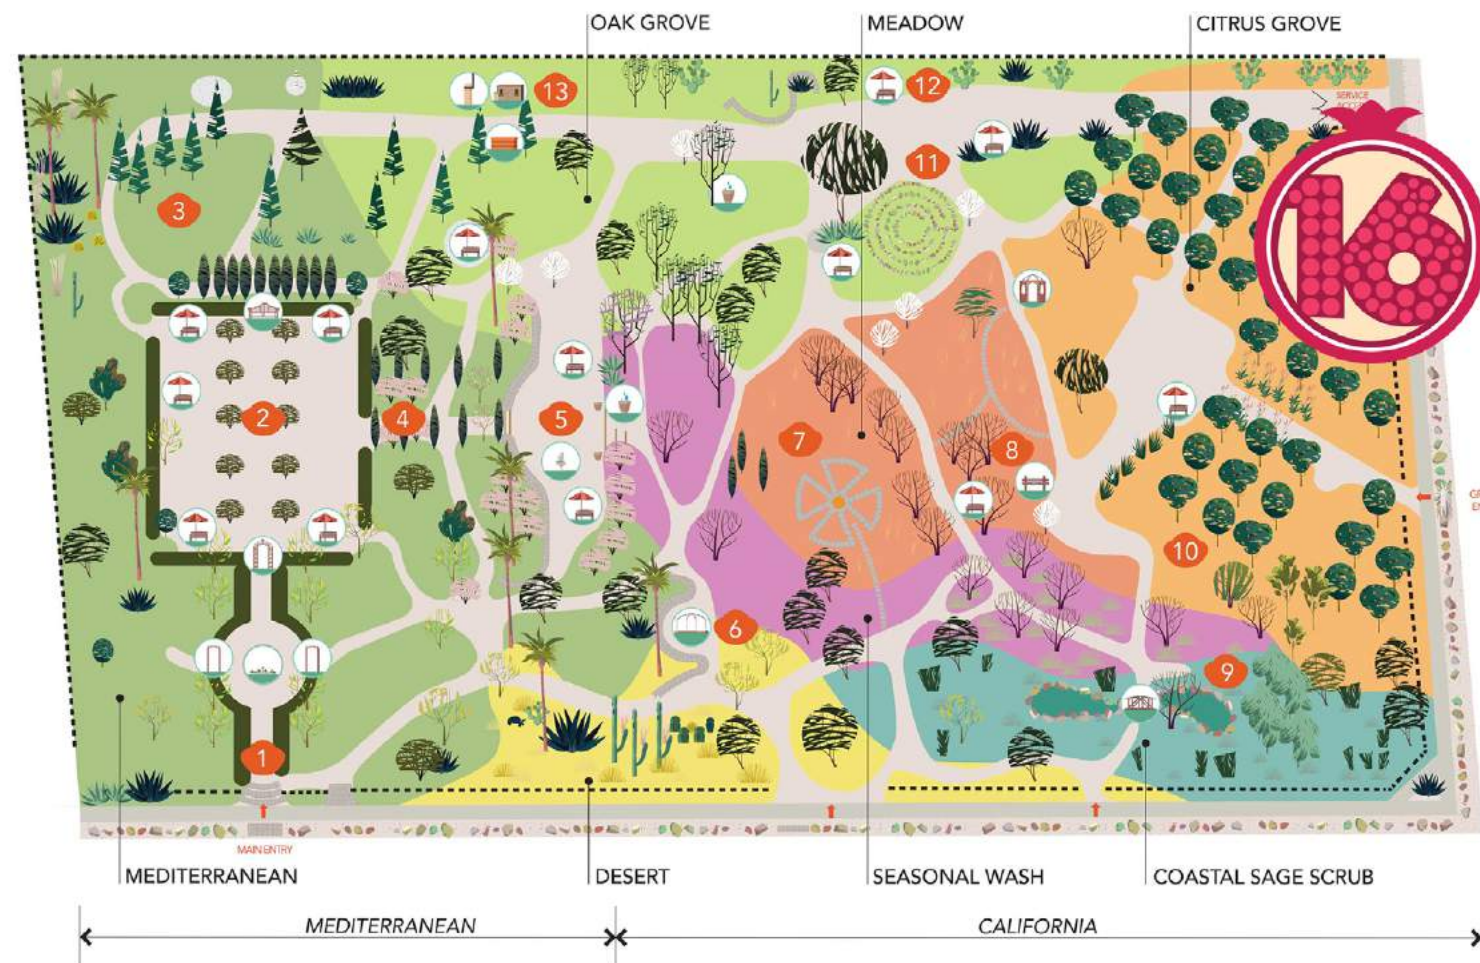 OAK GROVE
MEADOW
CITRUS GROVE
13
12
SERVICE
11
16
3
2
4
5
7
8
10
6
9
1
MAIN ENTRY
MEDITERRANEAN
DESERT
SEASONAL WASH
COASTAL SAGE SCRUB
MEDITERRANEAN
CALIFORNIA